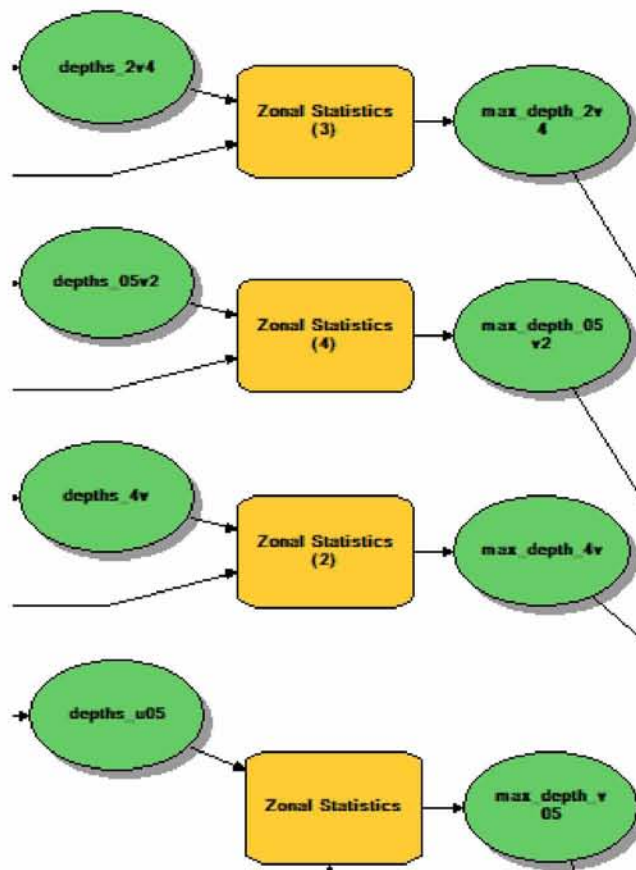 depths_2v4
Zonal Statistics
(3)
max_depth_2v
4
depths_05v2
Zonal Statistics
(4)
max_depth_05
v2
depths_4v
Zonal Statistics
(2)
max_depth_4v
depths_u05
Zonal Statistics
max_depth_v
05